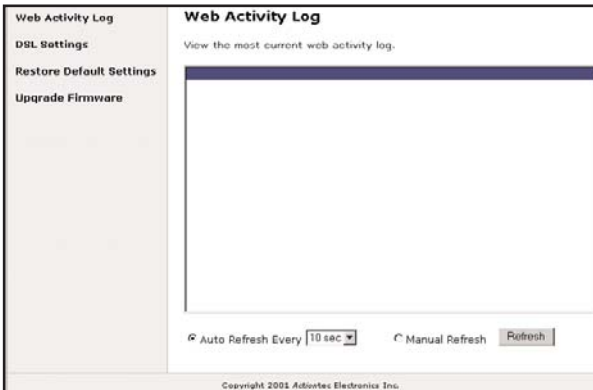 Web Activity Log
DSL Settings
Restore Default Settings
Upgrade Firmware
Web Activity Log
View the most current web activity log.
Auto Refresh Every 10 sec Manual Refresh Refresh
Copyright 2001 Actiontec Electronics Inc.